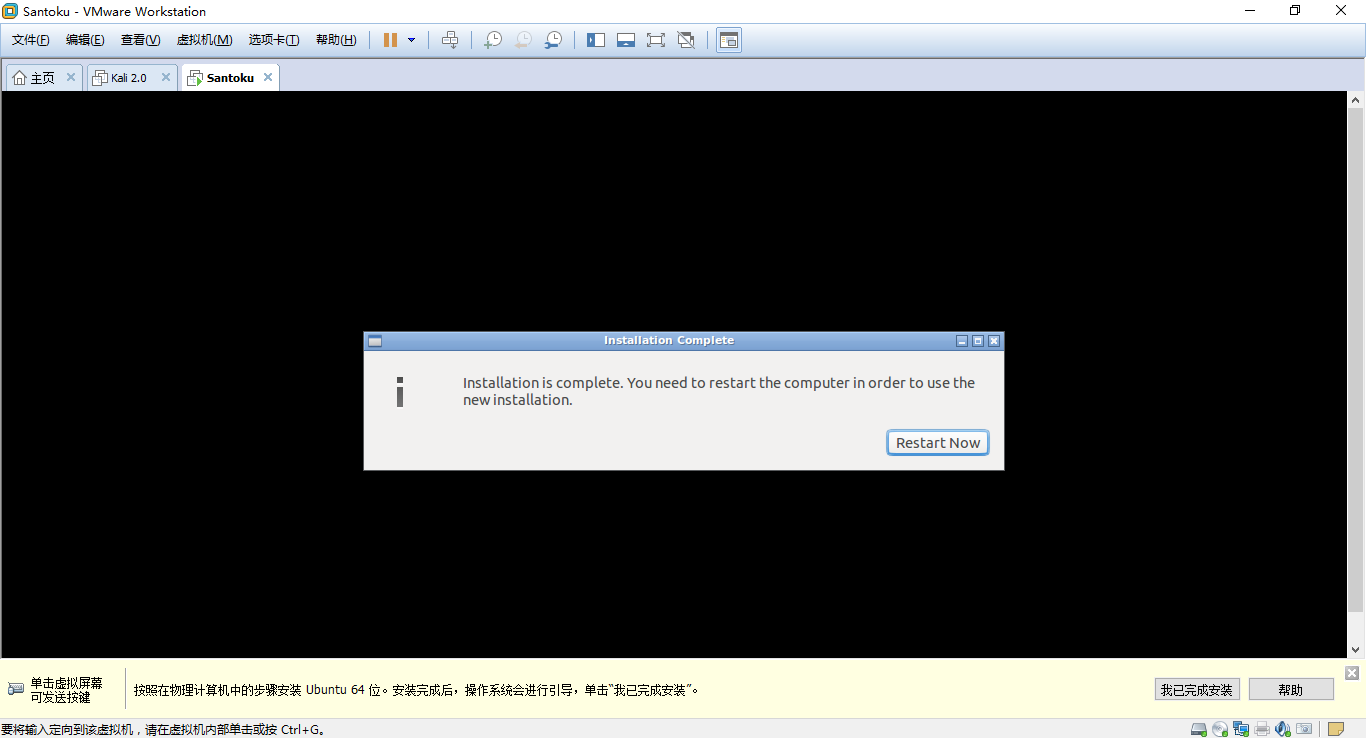 Santoku - VMware Workstation
文件(F) 编辑(E) 查看(V) 虚拟机(M) 选项卡(T) 帮助(H)
主页 Kali 2.0 Santoku
Installation Complete
Installation is complete. You need to restart the computer in order to use the
new installation.
Restart Now
单击虚拟屏幕
可发送按键
按照在物理计算机中的步骤安装 Ubuntu 64 位。安装完成后，操作系统会进行引导，单击“我已完成安装”。
我已完成安装 帮助
要将输入定向到该虚拟机，请在虚拟机内部单击或按 Ctrl+G。